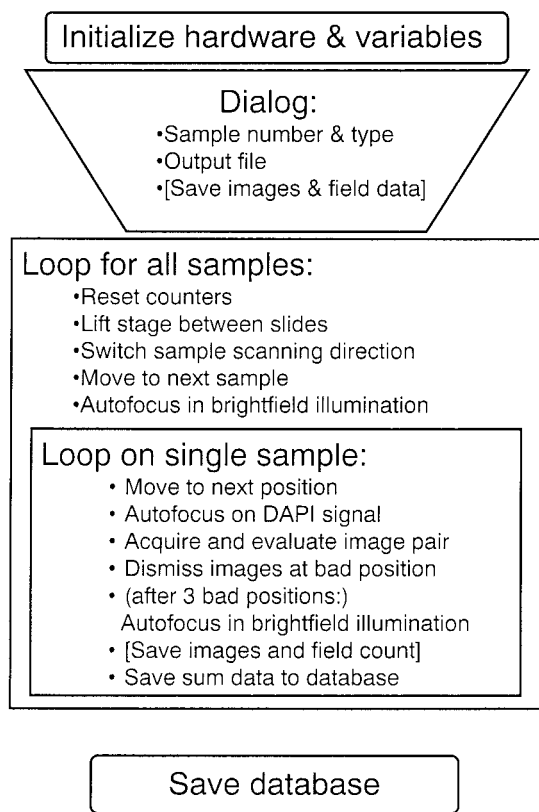 Initialize hardware & variables
Dialog:
•Sample number & type
•Output file
•[Save images & field data]
Loop for all samples:
•Reset counters
•Lift stage between slides
•Switch sample scanning direction
•Move to next sample
•Autofocus in brightfield illumination
Loop on single sample:
• Move to next position
• Autofocus on DAPI signal
• Acquire and evaluate image pair
• Dismiss images at bad position
• (after 3 bad positions:)
Autofocus in brightfield illumination
• [Save images and field count]
• Save sum data to database
Save database